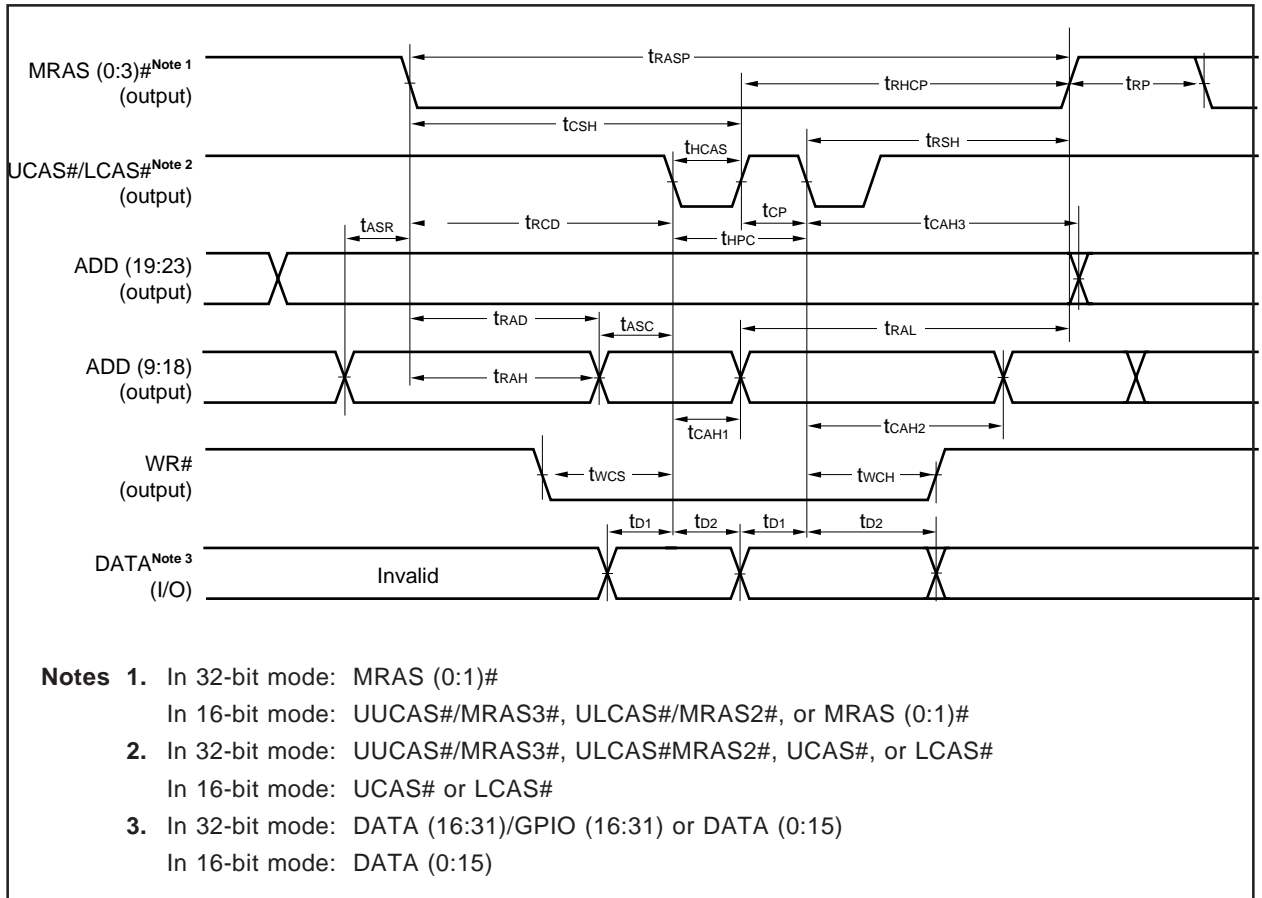 MRAS (0:3)#Note 1
(output)
tRASP
tRHCP
tRP
tCSH
UCAS#/LCAS#Note 2
(output)
tHCAS
tRSH
tASR
tRCD
tCP
tHPC
tCAH3
ADD (19:23)
(output)
tRAD
tASC
tRAL
ADD (9:18)
(output)
tRAH
tCAH1
tCAH2
WR#
(output)
tWCS
tWCH
tD1
tD2
tD1
tD2
DATANote 3
(I/O)
Invalid
Notes 1. In 32-bit mode: MRAS (0:1)#
In 16-bit mode: UUCAS#/MRAS3#, ULCAS#/MRAS2#, or MRAS (0:1)#
2. In 32-bit mode: UUCAS#/MRAS3#, ULCAS#MRAS2#, UCAS#, or LCAS#
In 16-bit mode: UCAS# or LCAS#
3. In 32-bit mode: DATA (16:31)/GPIO (16:31) or DATA (0:15)
In 16-bit mode: DATA (0:15)